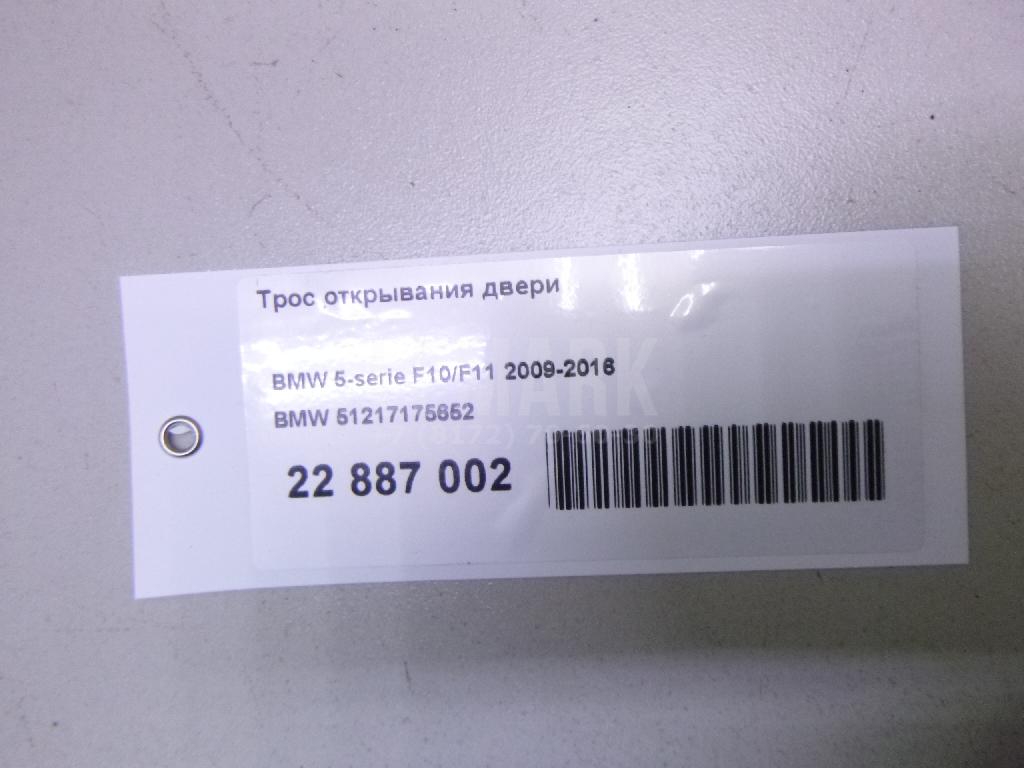 Трос открывания двери
BMW 5-serie F10/F11 2009-2016
BMW 51217175652
22 887 002